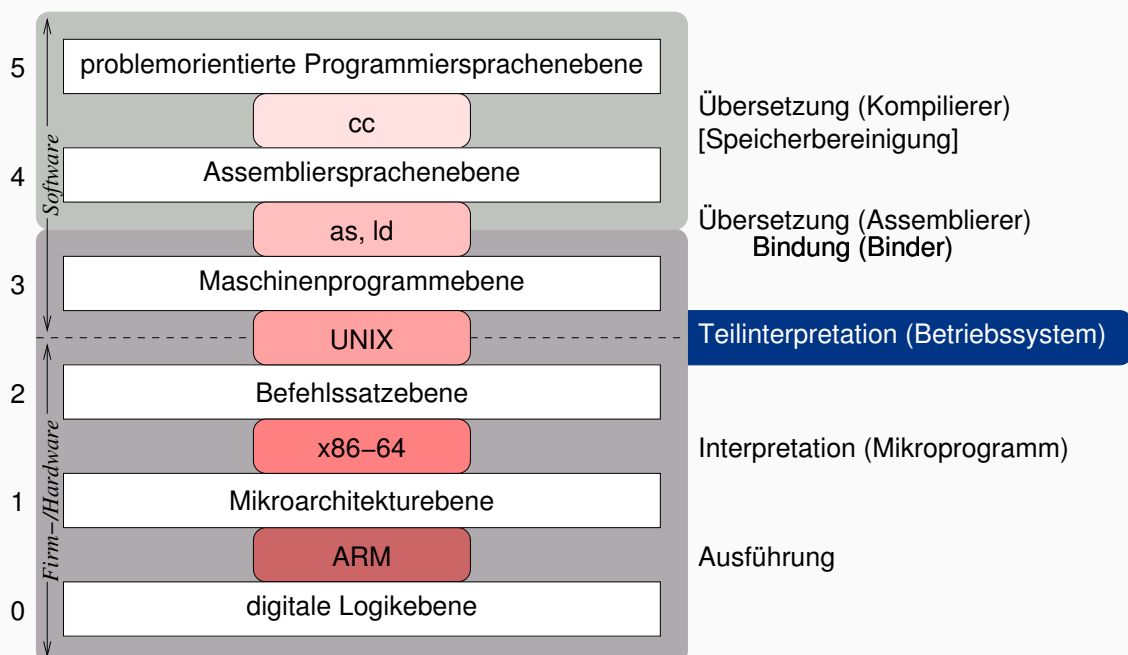 5
problemorientierte Programmiersprachenebene
cc
Übersetzung (Kompilierer)
[Speicherbereinigung]
4
Assembliersprachenebene
Software
as, ld
Übersetzung (Assemblierer)
Bindung (Binder)
3
Maschinenprogrammebene
UNIX
Teilinterpretation (Betriebssystem)
2
Befehlssatzebene
x86–64
Interpretation (Mikroprogramm)
1
Mikroarchitekturebene
Firm–/Hardware
ARM
Ausführung
0
digitale Logikebene